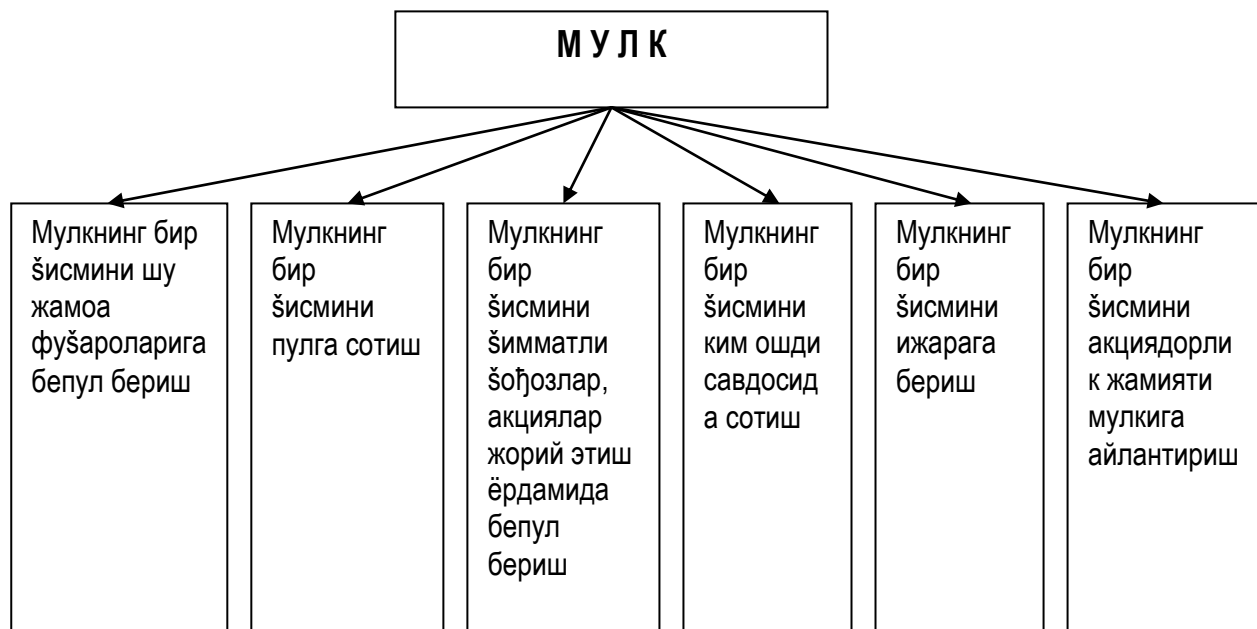 М У Л К
Мулкнинг бир
šисмини шу
жамоа
фуšароларига
бепул бериш
Мулкнинг
бир
šисмини
пулга сотиш
Мулкнинг
бир
šисмини
šимматли
šођозлар,
акциялар
жорий этиш
ёрдамида
бепул
бериш
Мулкнинг
бир
šисмини
ким ошди
савдосид
а сотиш
Мулкнинг
бир
šисмини
ижарага
бериш
Мулкнинг
бир
šисмини
акциядорли
к жамияти
мулкига
айлантириш